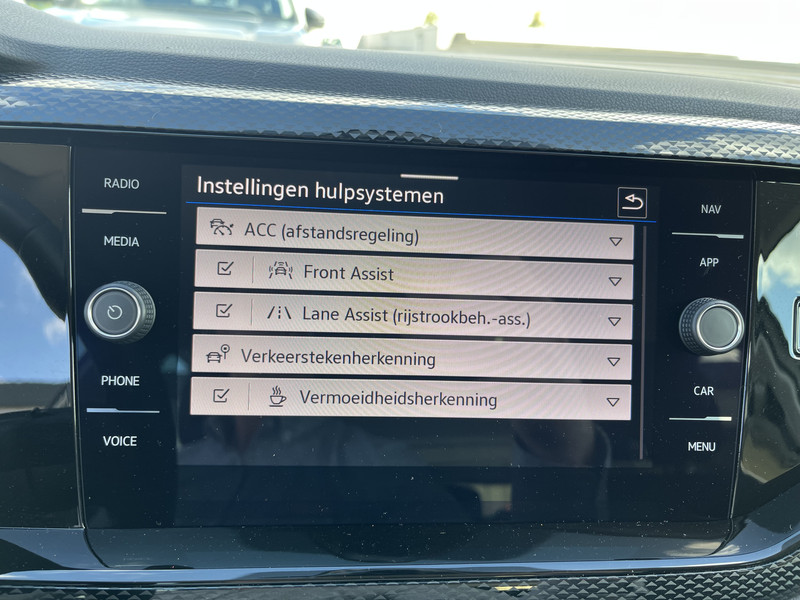 RADIO
MEDIA
PHONE
VOICE
Instellingen hulpsystemen
ACC (afstandsregeling)
Front Assist
Lane Assist (rijstrookbeh.-ass.)
Verkeerstekenherkenning
Vermoeidheidsherkenning
NAV
APP
CAR
MENU